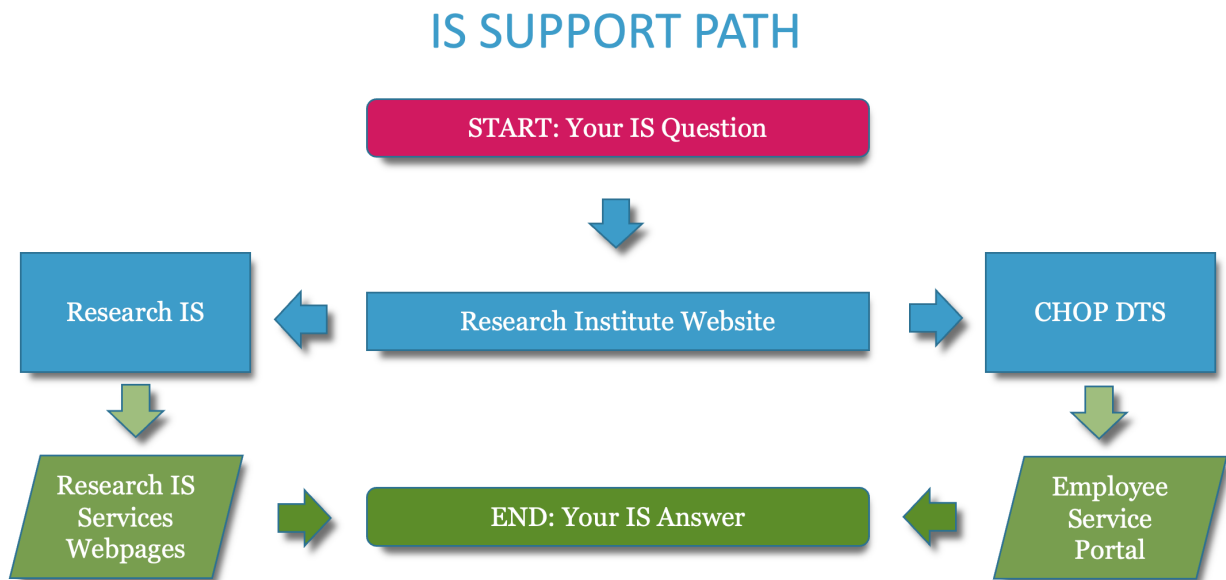 IS SUPPORT PATH
START: Your IS Question
Research IS
Research Institute Website
CHOP DTS
Research IS
Services
Webpages
END: Your IS Answer
Employee
Service
Portal